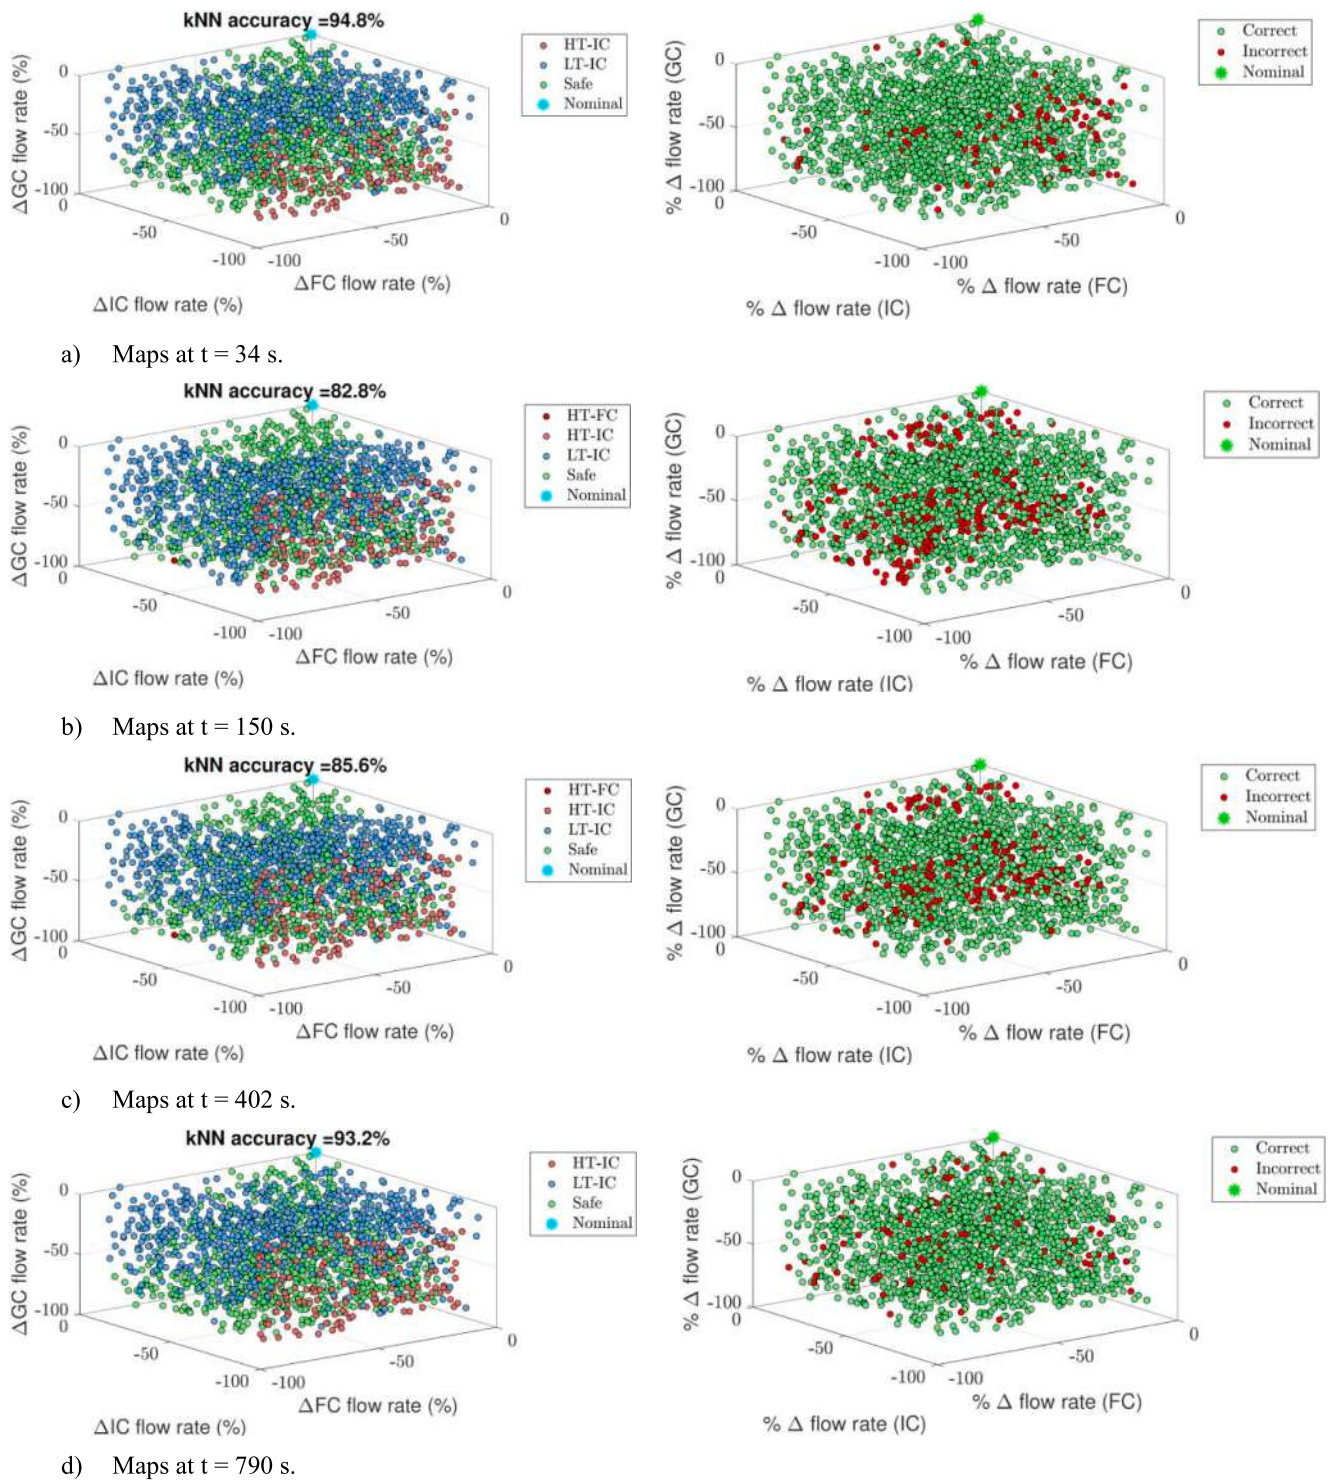 kNN accuracy =94.8%
HT-IC
LT-IC
Safe
Nominal
ΔGC flow rate (%)
0
-50
-100
0
-50
-100
-100
-50
0
ΔFC flow rate (%)
ΔIC flow rate (%)
Correct
Incorrect
Nominal
% Δ flow rate (GC)
0
-50
-100
0
-50
-100
-100
-50
0
% Δ flow rate (FC)
% Δ flow rate (IC)
a) Maps at t = 34 s.
kNN accuracy =82.8%
HT-FC
HT-IC
LT-IC
Safe
Nominal
ΔGC flow rate (%)
0
-50
-100
0
-50
-100
-100
-50
0
ΔFC flow rate (%)
ΔIC flow rate (%)
Correct
Incorrect
Nominal
% Δ flow rate (GC)
0
-50
-100
0
-50
-100
-100
-50
0
% Δ flow rate (FC)
% Δ flow rate (IC)
b) Maps at t = 150 s.
kNN accuracy =85.6%
HT-FC
HT-IC
LT-IC
Safe
Nominal
ΔGC flow rate (%)
0
-50
-100
0
-50
-100
-100
-50
0
ΔFC flow rate (%)
ΔIC flow rate (%)
Correct
Incorrect
Nominal
% Δ flow rate (GC)
0
-50
-100
0
-50
-100
-100
-50
0
% Δ flow rate (FC)
% Δ flow rate (IC)
c) Maps at t = 402 s.
kNN accuracy =93.2%
HT-IC
LT-IC
Safe
Nominal
ΔGC flow rate (%)
0
-50
-100
0
-50
-100
-100
-50
0
ΔFC flow rate (%)
ΔIC flow rate (%)
Correct
Incorrect
Nominal
% Δ flow rate (GC)
0
-50
-100
0
-50
-100
-100
-50
0
% Δ flow rate (FC)
% Δ flow rate (IC)
d) Maps at t = 790 s.